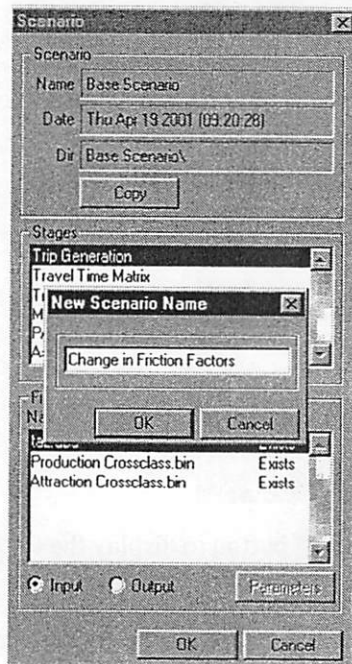 Scenario
Scenario
Name Base Scenario
Date Thu Apr 19 2001 (09:20:28)
Dir Base Scenario\
Copy
Stages
Trip Generation
Travel Time Matrix
New Scenario Name
Change in Friction Factors
OK Cancel
Exists
Production Crossclass.bin Exists
Attraction Crossclass.bin Exists
Input Output Parameters
OK Cancel